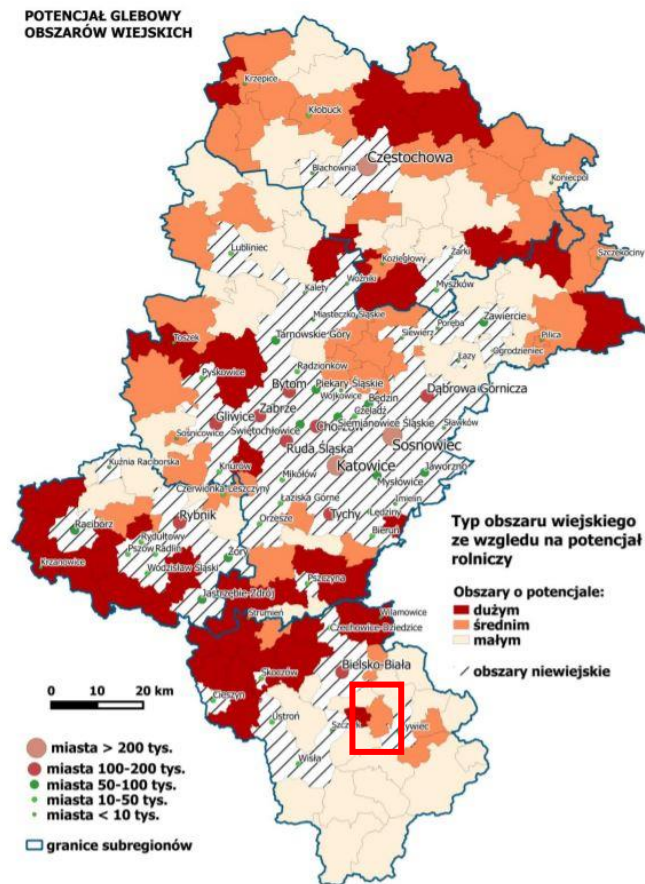 POTENCJAŁ GLEBOWY
OBSZARÓW WIEJSKICH
Krzepice
Kłobuck
Częstochowa
Blachownia
Koniecpol
Lubliniec
Koziegłowy
Żarki
Szczekociny
Woźniki
Kalety
Myszków
Miasteczko Śląskie
Toszek
Tarnowskie Góry
Siewierz
Poręba
Zawiercie
Pilica
Ogrodzieniec
Łazy
Pyskowice
Radzionków
Bytom
Piekary Śląskie
Wojkowice
Będzin
Dąbrowa Górnicza
Gliwice
Zabrze
Czeladź
Sośnicowice
Świętochłowice
Siemianowice Śląskie
Sławków
Ruda Śląska
Sosnowiec
Kuźnia Raciborska
Knurów
Katowice
Mikołów
Mysłowice
Jaworzno
Czerwionka-Leszczyny
Łaziska Górne
Imielin
Lędziny
Racibórz
Rybnik
Orzesze
Tychy
Bieruń
Rydułtowy
Pszów
Radlin
Krzanowice
Wodzisław Śląski
Żory
Pszczyna
Jastrzębie-Zdrój
Strumień
Wilamowice
Czechowice-Dziedzice
Skoczów
Bielsko-Biała
Cieszyn
Ustroń
Szcz
ywiec
Wisła
Typ obszaru wiejskiego
ze względu na potencjał
rolniczy
Obszary o potencjale:
dużym
średnim
małym
obszary niewiejskie
0 10 20 km
miasta > 200 tys.
miasta 100-200 tys.
miasta 50-100 tys.
miasta 10-50 tys.
miasta < 10 tys.
granice subregionów